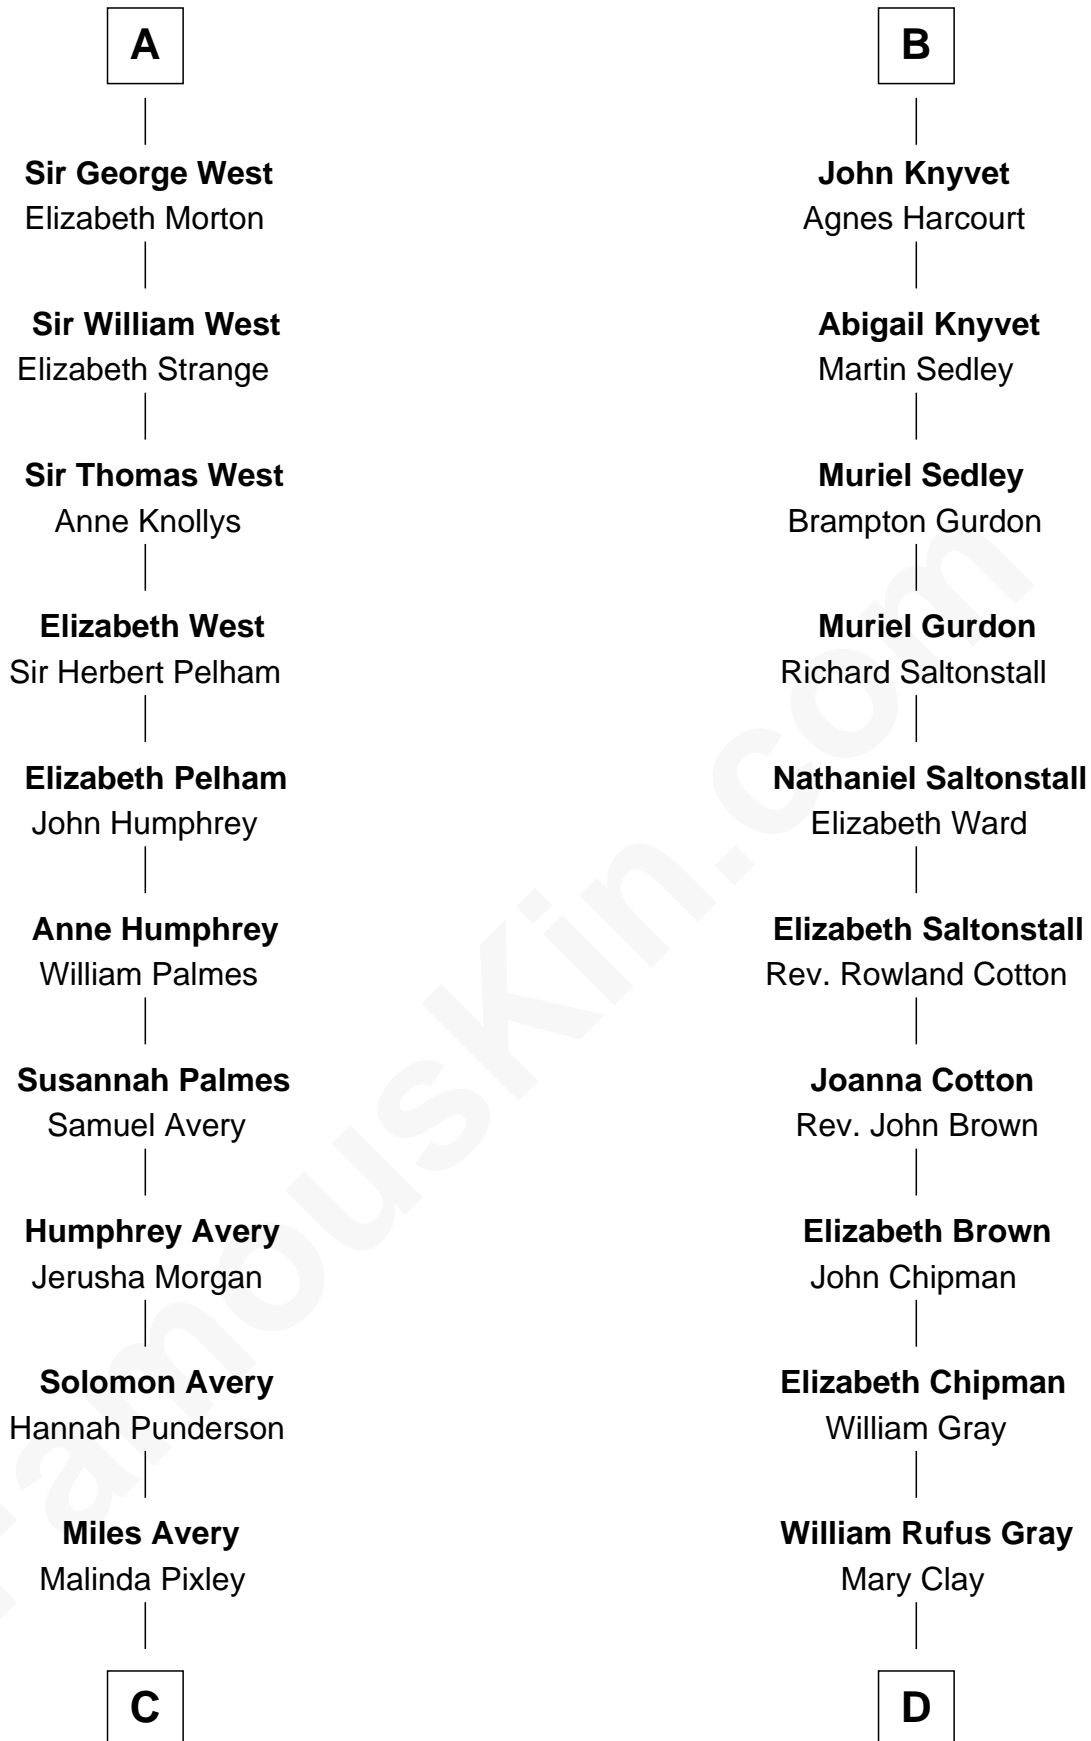 A
Sir George West
Elizabeth Morton
Sir William West
Elizabeth Strange
Sir Thomas West
Anne Knollys
Elizabeth West
Sir Herbert Pelham
Elizabeth Pelham
John Humphrey
Anne Humphrey
William Palmes
Susannah Palmes
Samuel Avery
Humphrey Avery
Jerusha Morgan
Solomon Avery
Hannah Punderson
Miles Avery
Malinda Pixley
C
B
John Knyvet
Agnes Harcourt
Abigail Knyvet
Martin Sedley
Muriel Sedley
Brampton Gurdon
Muriel Gurdon
Richard Saltonstall
Nathaniel Saltonstall
Elizabeth Ward
Elizabeth Saltonstall
Rev. Rowland Cotton
Joanna Cotton
Rev. John Brown
Elizabeth Brown
John Chipman
Elizabeth Chipman
William Gray
William Rufus Gray
Mary Clay
D
FamousKin.com